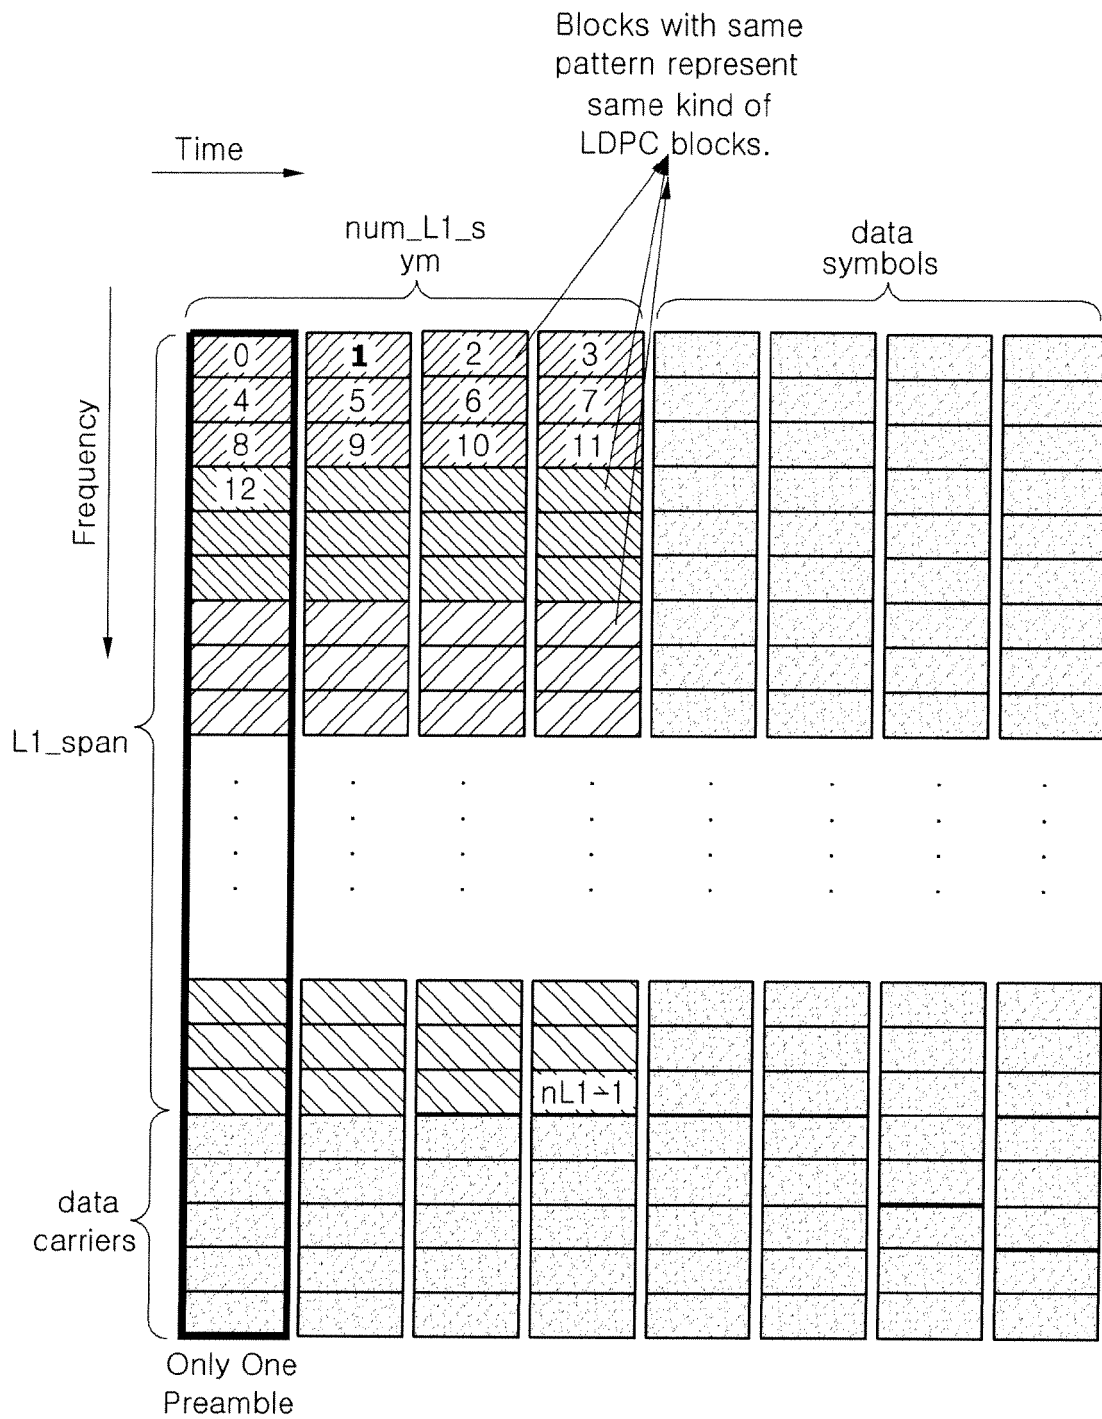 Blocks with same
pattern represent
same kind of
LDPC blocks.
Time
num_L1_s
ym
data
symbols
Frequency
0 1 2 3
4 5 6 7
8 9 10 11
12
L1_span
nL1-1
data
carriers
Only One
Preamble